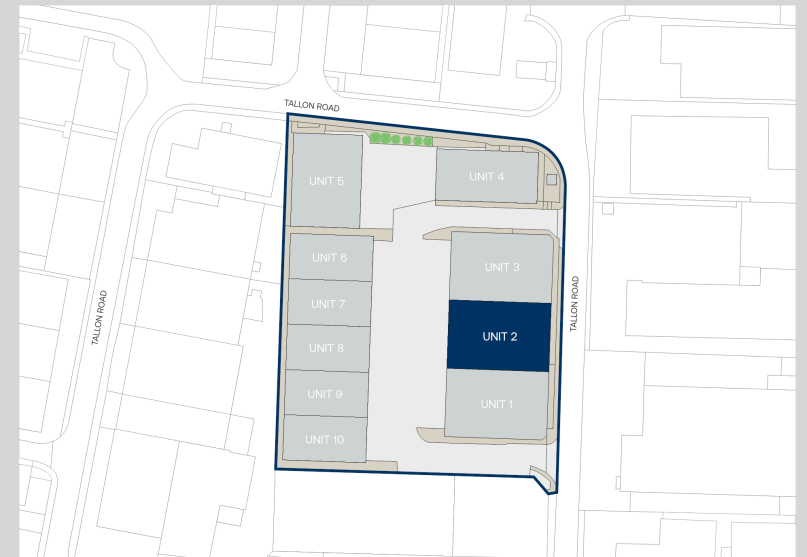 TALLON ROAD
UNIT 5
UNIT 4
UNIT 6
UNIT 3
UNIT 7
TALLON ROAD
TALLON ROAD
UNIT 2
UNIT 8
UNIT 9
UNIT 1
UNIT 10